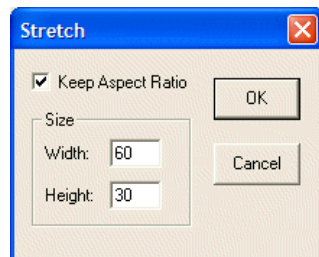 Stretch
Keep Aspect Ratio
OK
Size
Width: 60
Cancel
Height: 30